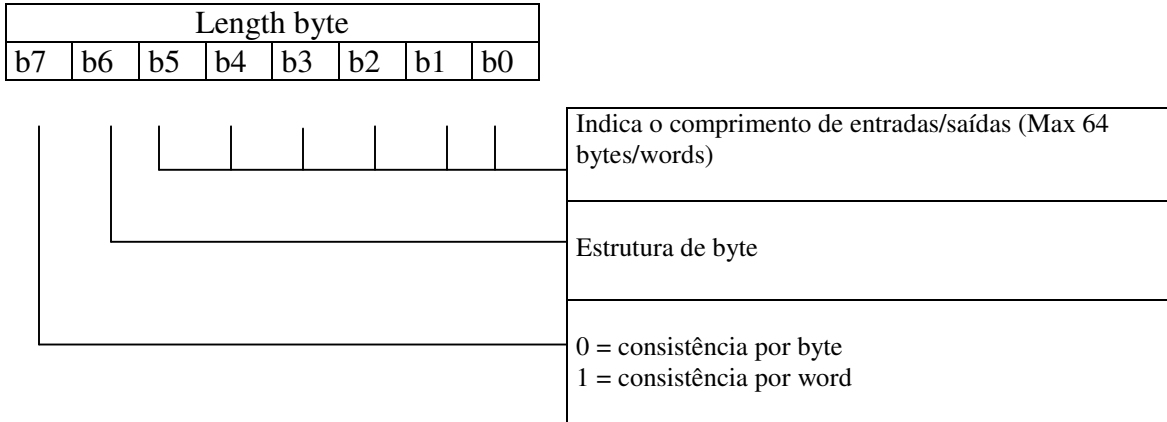 Length byte
b7 b6 b5 b4 b3 b2 b1 b0
Indica o comprimento de entradas/saídas (Max 64
bytes/words)
Estrutura de byte
0 = consistência por byte
1 = consistência por word